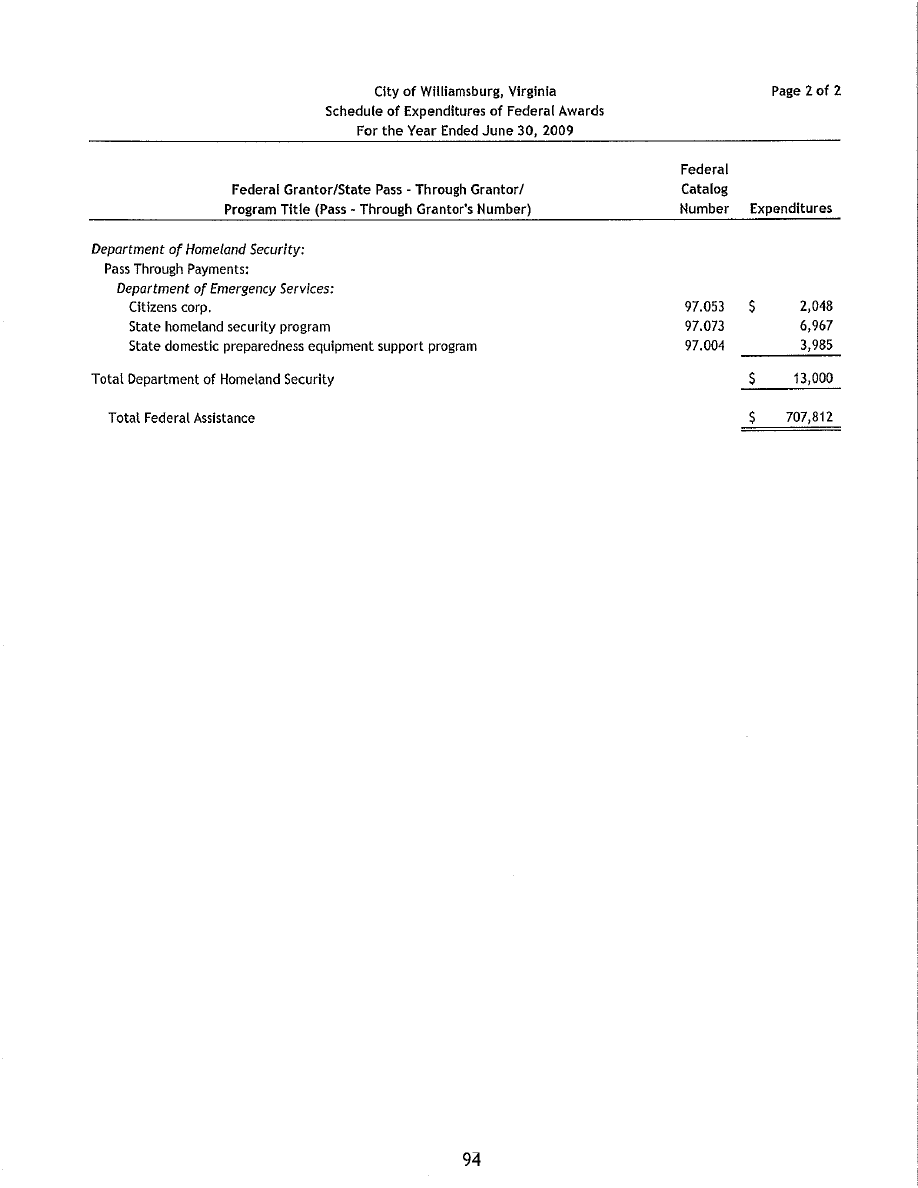 City of Williamsburg, Virginia Page 2 of 2
Schedule of Expenditures of Federal Awards
For the Year Ended June 30, 2009
Federal
Federal Grantor/State Pass - Through Grantor/ Catalog
Program Title (Pass - Through Grantor's Number) Number Expenditures
Department of Homeland Security:
Pass Through Payments:
Department of Emergency Services:
Citizens corp. 97.053 $ 2,048
State homeland security program 97.073 6,967
State domestic preparedness equipment support program 97.004 3,985
Total Department of Homeland Security $ 13,000
Total Federal Assistance $ 707,812
94